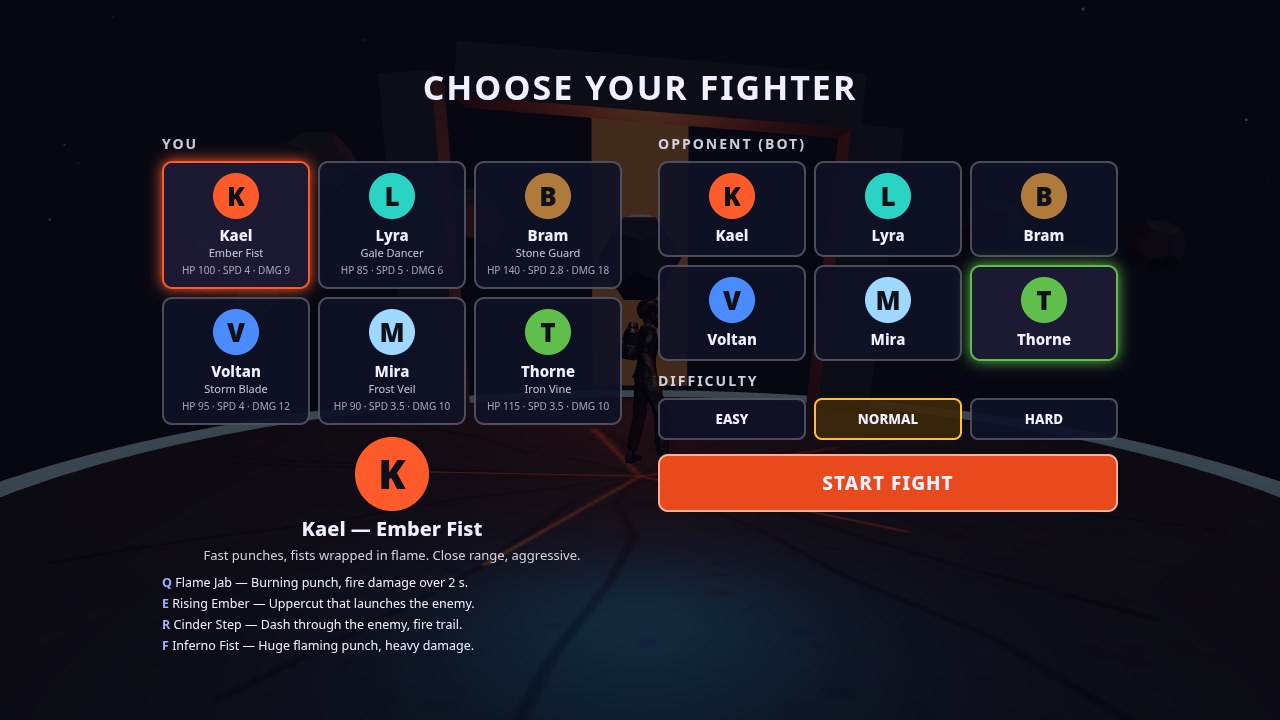 CHOOSE YOUR FIGHTER
YOU
K
Kael
Ember Fist
HP 100 · SPD 4 · DMG 9
L
Lyra
Gale Dancer
HP 85 · SPD 5 · DMG 6
B
Bram
Stone Guard
HP 140 · SPD 2.8 · DMG 18
V
Voltan
Storm Blade
HP 95 · SPD 4 · DMG 12
M
Mira
Frost Veil
HP 90 · SPD 3.5 · DMG 10
T
Thorne
Iron Vine
HP 115 · SPD 3.5 · DMG 10
K
Kael — Ember Fist
Fast punches, fists wrapped in flame. Close range, aggressive.
Q Flame Jab — Burning punch, fire damage over 2 s.
E Rising Ember — Uppercut that launches the enemy.
R Cinder Step — Dash through the enemy, fire trail.
F Inferno Fist — Huge flaming punch, heavy damage.
OPPONENT (BOT)
K
Kael
L
Lyra
B
Bram
V
Voltan
M
Mira
T
Thorne
DIFFICULTY
EASY
NORMAL
HARD
START FIGHT